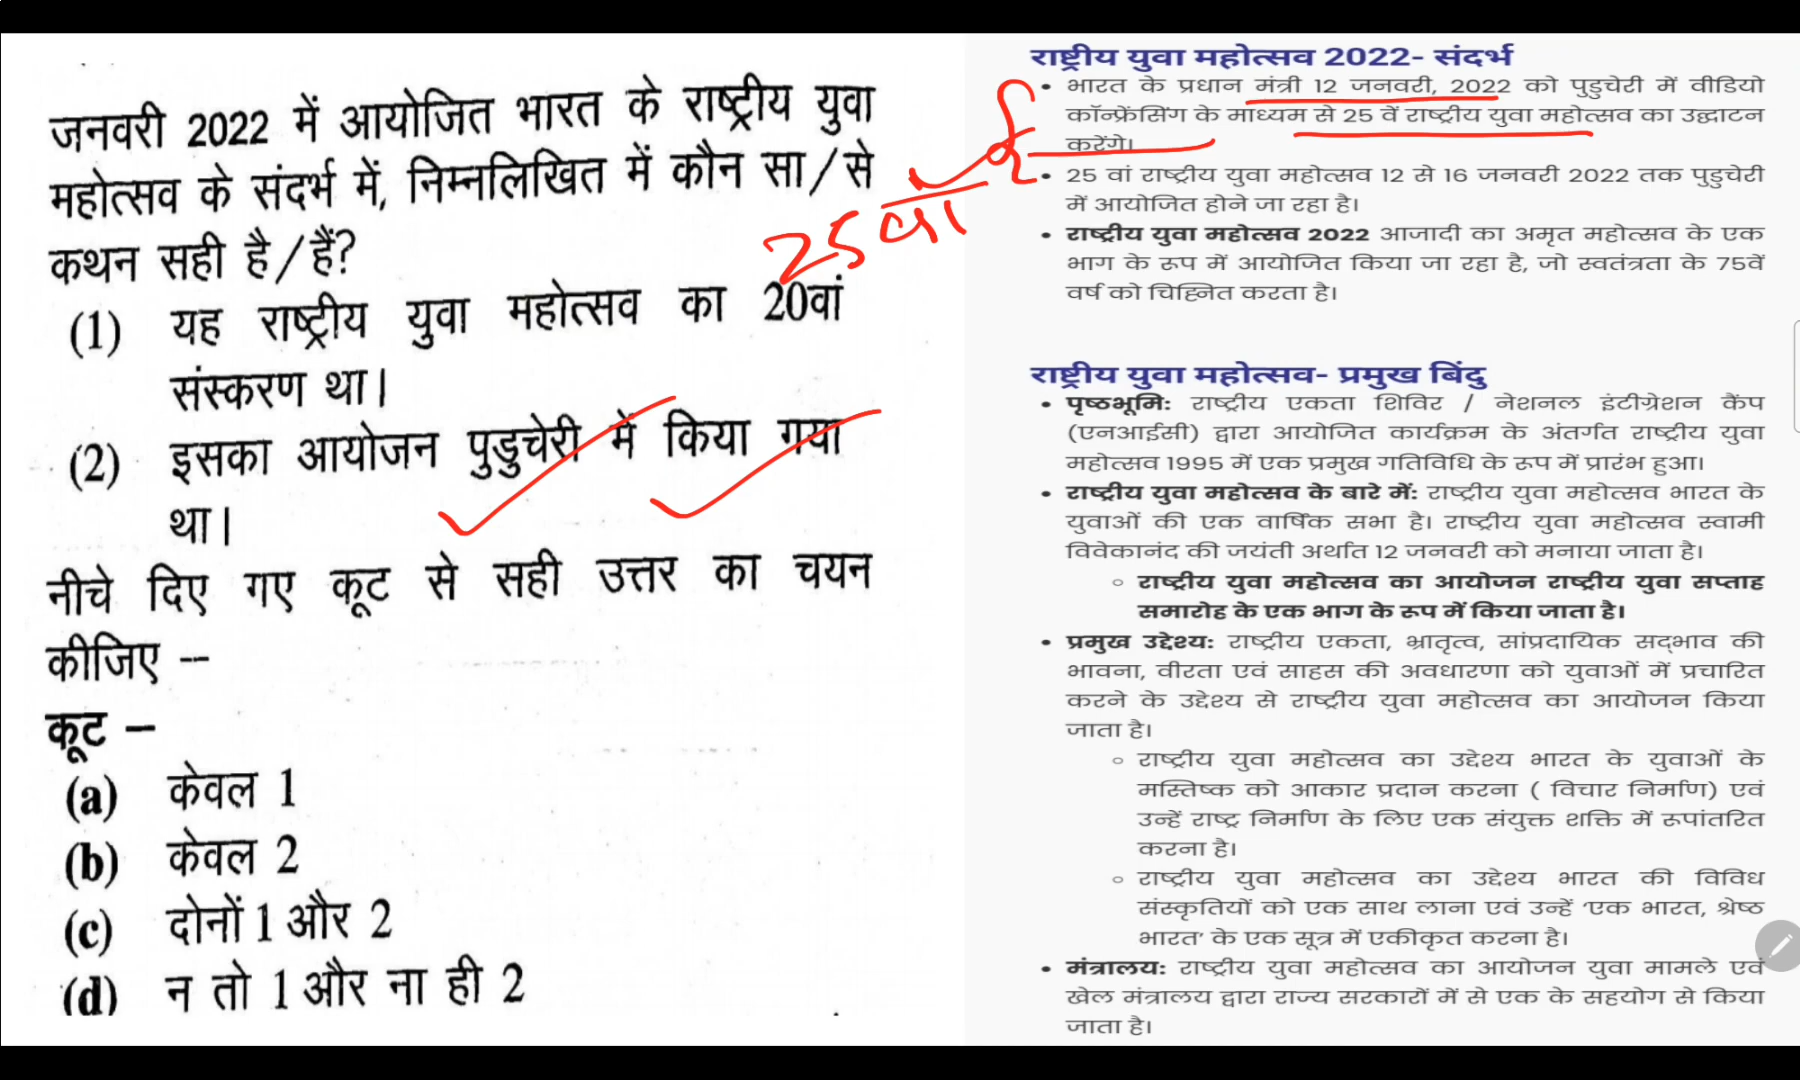 जनवरी 2022 में आयोजित भारत के राष्ट्रीय युवा
महोत्सव के संदर्भ में, निम्नलिखित में कौन सा/से
कथन सही है/हैं?
(1) यह राष्ट्रीय युवा महोत्सव का 20वां
संस्करण था।
(2) इसका आयोजन पुडुचेरी में किया गया
था।
नीचे दिए गए कूट से सही उत्तर का चयन
कीजिए --
कूट –
(a) केवल 1
(b) केवल 2
(c) दोनों 1 और 2
(d) न तो 1 और ना ही 2
25वां
राष्ट्रीय युवा महोत्सव 2022- संदर्भ
• भारत के प्रधान मंत्री 12 जनवरी, 2022 को पुडुचेरी में वीडियो
कॉन्फ्रेंसिंग के माध्यम से 25 वें राष्ट्रीय युवा महोत्सव का उद्घाटन
करेंगे।
• 25 वां राष्ट्रीय युवा महोत्सव 12 से 16 जनवरी 2022 तक पुडुचेरी
में आयोजित होने जा रहा है।
• राष्ट्रीय युवा महोत्सव 2022 आजादी का अमृत महोत्सव के एक
भाग के रूप में आयोजित किया जा रहा है, जो स्वतंत्रता के 75वें
वर्ष को चिह्नित करता है।
राष्ट्रीय युवा महोत्सव- प्रमुख बिंदु
• पृष्ठभूमि: राष्ट्रीय एकता शिविर / नेशनल इंटीग्रेशन कैंप
(एनआईसी) द्वारा आयोजित कार्यक्रम के अंतर्गत राष्ट्रीय युवा
महोत्सव 1995 में एक प्रमुख गतिविधि के रूप में प्रारंभ हुआ।
• राष्ट्रीय युवा महोत्सव के बारे में: राष्ट्रीय युवा महोत्सव भारत के
युवाओं की एक वार्षिक सभा है। राष्ट्रीय युवा महोत्सव स्वामी
विवेकानंद की जयंती अर्थात 12 जनवरी को मनाया जाता है।
○ राष्ट्रीय युवा महोत्सव का आयोजन राष्ट्रीय युवा सप्ताह
समारोह के एक भाग के रूप में किया जाता है।
• प्रमुख उद्देश्य: राष्ट्रीय एकता, भ्रातृत्व, सांप्रदायिक सद्भाव की
भावना, वीरता एवं साहस की अवधारणा को युवाओं में प्रचारित
करने के उद्देश्य से राष्ट्रीय युवा महोत्सव का आयोजन किया
जाता है।
○ राष्ट्रीय युवा महोत्सव का उद्देश्य भारत के युवाओं के
मस्तिष्क को आकार प्रदान करना ( विचार निर्माण) एवं
उन्हें राष्ट्र निर्माण के लिए एक संयुक्त शक्ति में रूपांतरित
करना है।
○ राष्ट्रीय युवा महोत्सव का उद्देश्य भारत की विविध
संस्कृतियों को एक साथ लाना एवं उन्हें ‘एक भारत, श्रेष्ठ
भारत’ के एक सूत्र में एकीकृत करना है।
• मंत्रालय: राष्ट्रीय युवा महोत्सव का आयोजन युवा मामले एवं
खेल मंत्रालय द्वारा राज्य सरकारों में से एक के सहयोग से किया
जाता है।